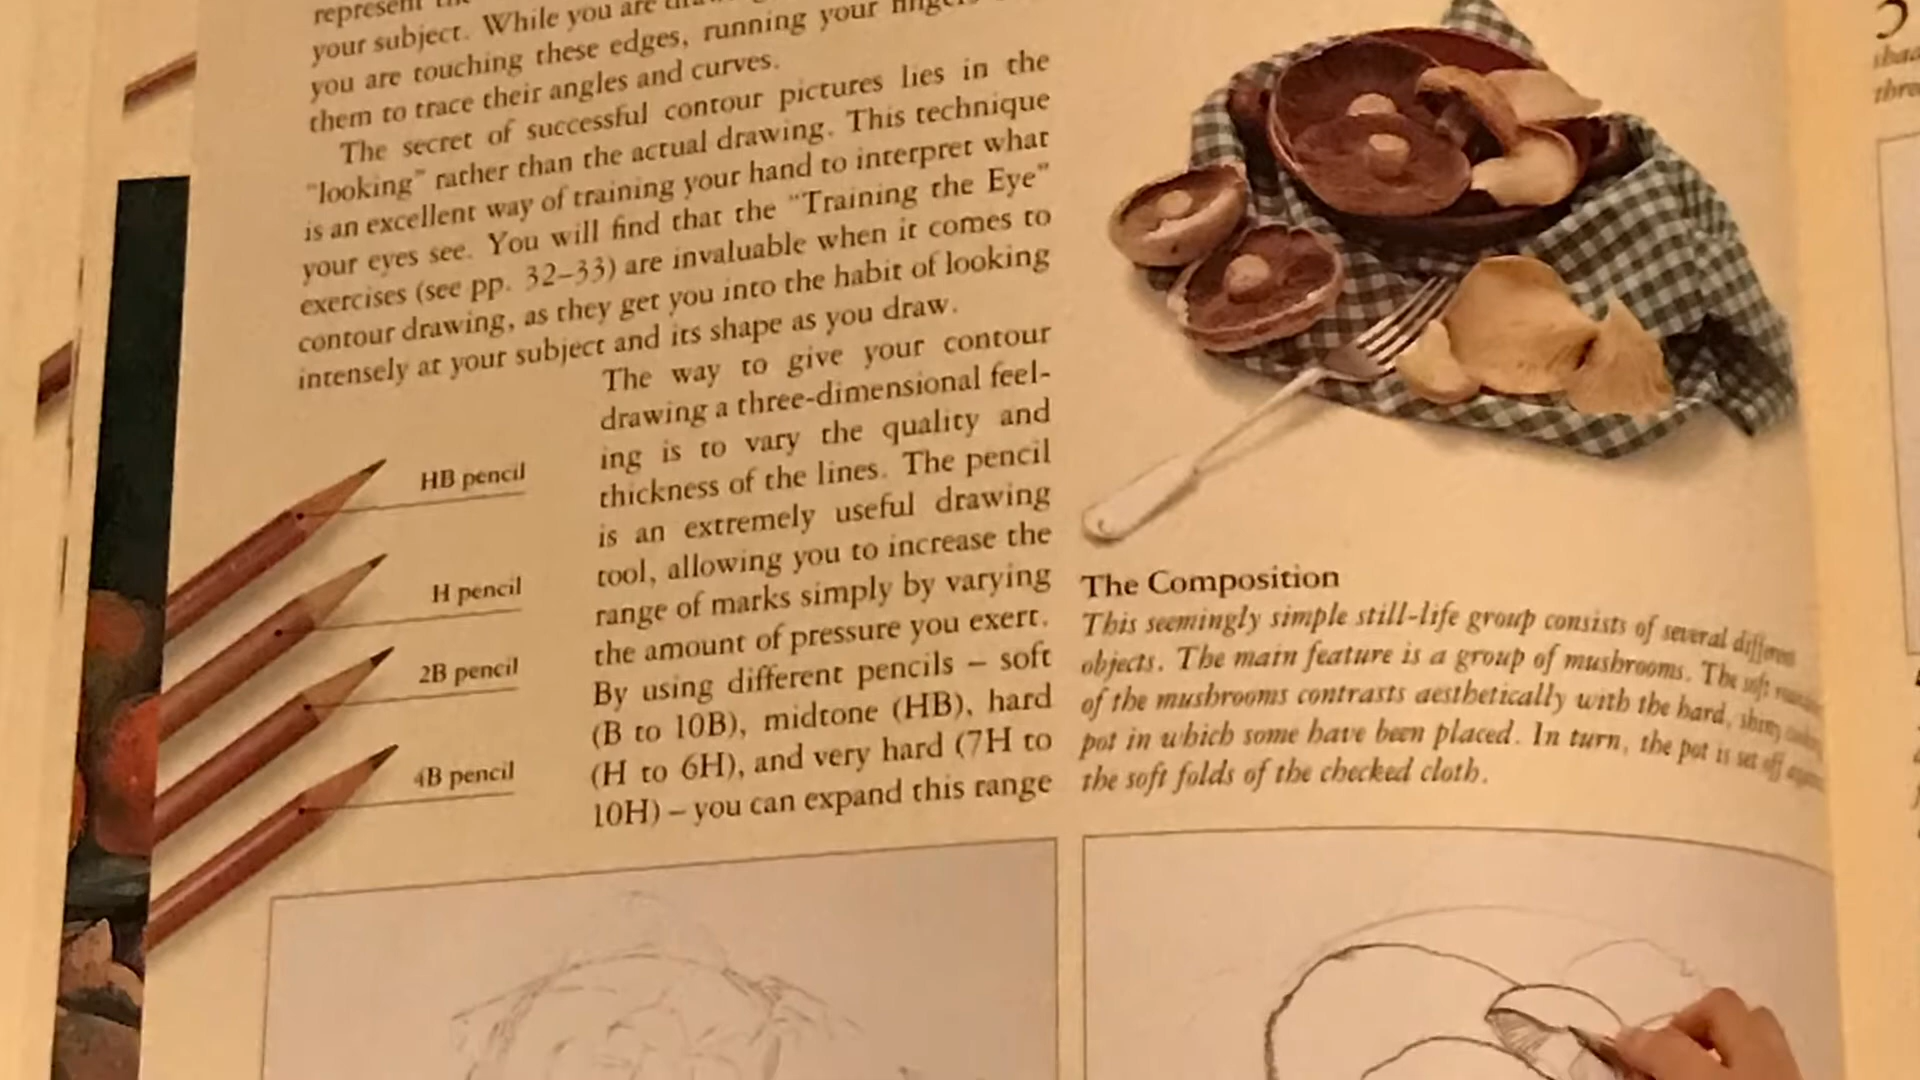 represent
your subject. While you are
you are touching these edges, running your fingers
them to trace their angles and curves.
The secret of successful contour pictures lies in the
"looking" rather than the actual drawing. This technique
is an excellent way of training your hand to interpret what
your eyes see. You will find that the "Training the Eye"
exercises (see pp. 32–33) are invaluable when it comes to
contour drawing, as they get you into the habit of looking
intensely at your subject and its shape as you draw.
The way to give your contour
drawing a three-dimensional feel-
ing is to vary the quality and
thickness of the lines. The pencil
is an extremely useful drawing
tool, allowing you to increase the
range of marks simply by varying
the amount of pressure you exert.
By using different pencils – soft
(B to 10B), midtone (HB), hard
(H to 6H), and very hard (7H to
10H) – you can expand this range
HB pencil
H pencil
2B pencil
4B pencil
The Composition
This seemingly simple still-life group consists of several different
objects. The main feature is a group of mushrooms. The soft
of the mushrooms contrasts aesthetically with the hard, shiny
pot in which some have been placed. In turn, the pot is set off
the soft folds of the checked cloth.